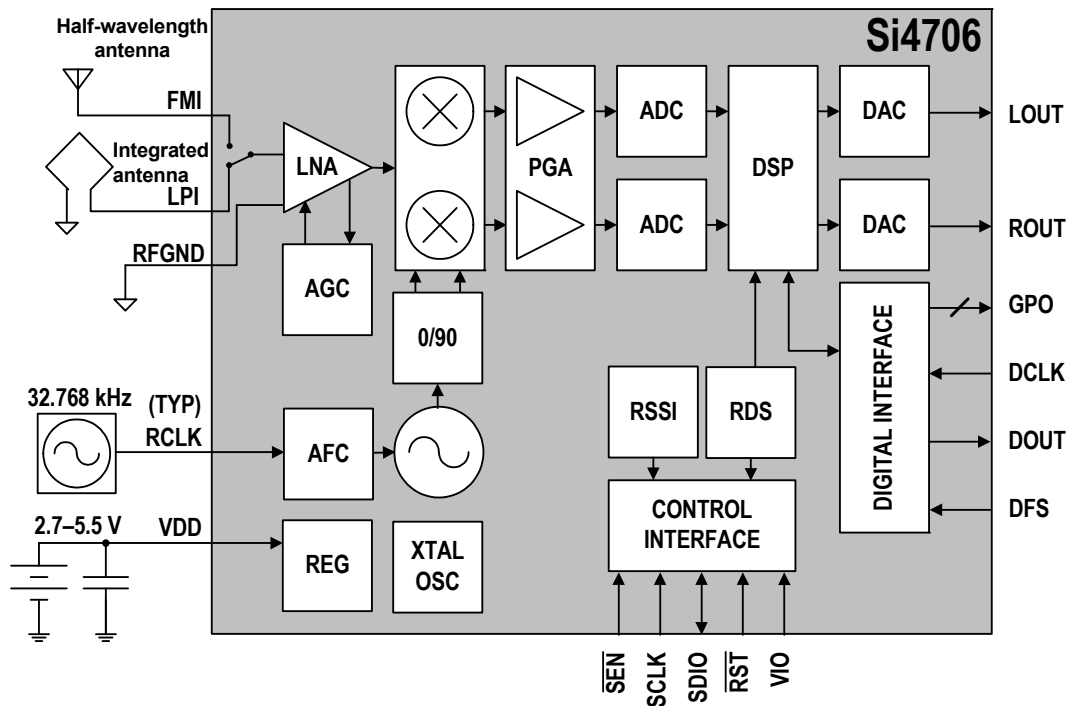 Si4706
Half-wavelength
antenna
FMI
Integrated
antenna
LPI
RFGND
LNA
AGC
0/90
PGA
ADC
ADC
DSP
DAC
DAC
LOUT
ROUT
GPO
DCLK
DOUT
DFS
DIGITAL INTERFACE
32.768 kHz
(TYP)
RCLK
AFC
RSSI
RDS
CONTROL
INTERFACE
2.7–5.5 V
VDD
REG
XTAL
OSC
S̅E̅N̅
SCLK
SDIO
R̅S̅T̅
VIO